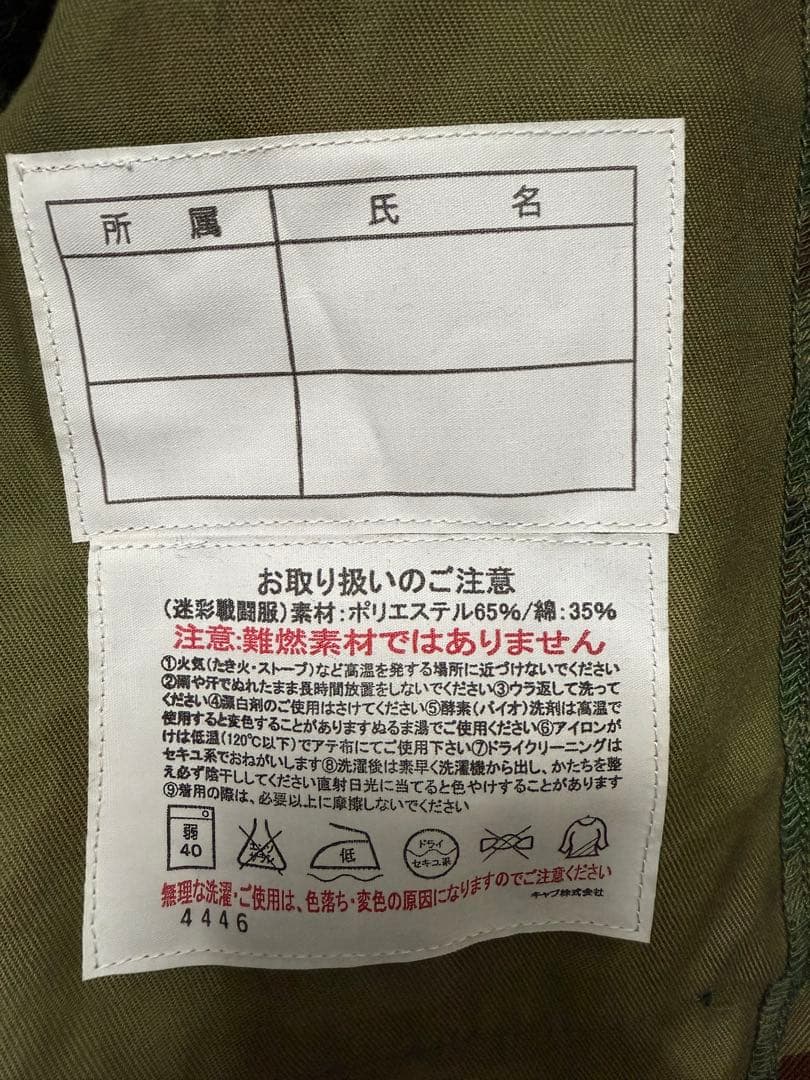 所属 氏名
お取り扱いのご注意
(迷彩戦闘服)素材:ポリエステル65%/綿:35%
注意:難燃素材ではありません
①火気(たき火・ストーブ)など高温を発する場所に近づけないでください
②雨や汗でぬれたまま長時間放置をしないでください③ウラ返して洗って
ください④漂白剤のご使用はさけてください⑤酵素(バイオ)洗剤は高温で
使用すると変色することがありますぬるま湯でご使用ください⑥アイロンが
けは低温(120℃以下)でアテ布にてご使用下さい⑦ドライクリーニングは
セキユ系でおねがいします⑧洗濯後は素早く洗濯機から出し、かたちを整
え必ず陰干ししてください直射日光に当てると色やけすることがあります
⑨着用の際は、必要以上に摩擦しないでください
弱 エンソサラシ 低 ドライ
40 セキユ系
無理な洗濯・ご使用は、色落ち・変色の原因になりますのでご注意ください
4446 キャプ株式会社